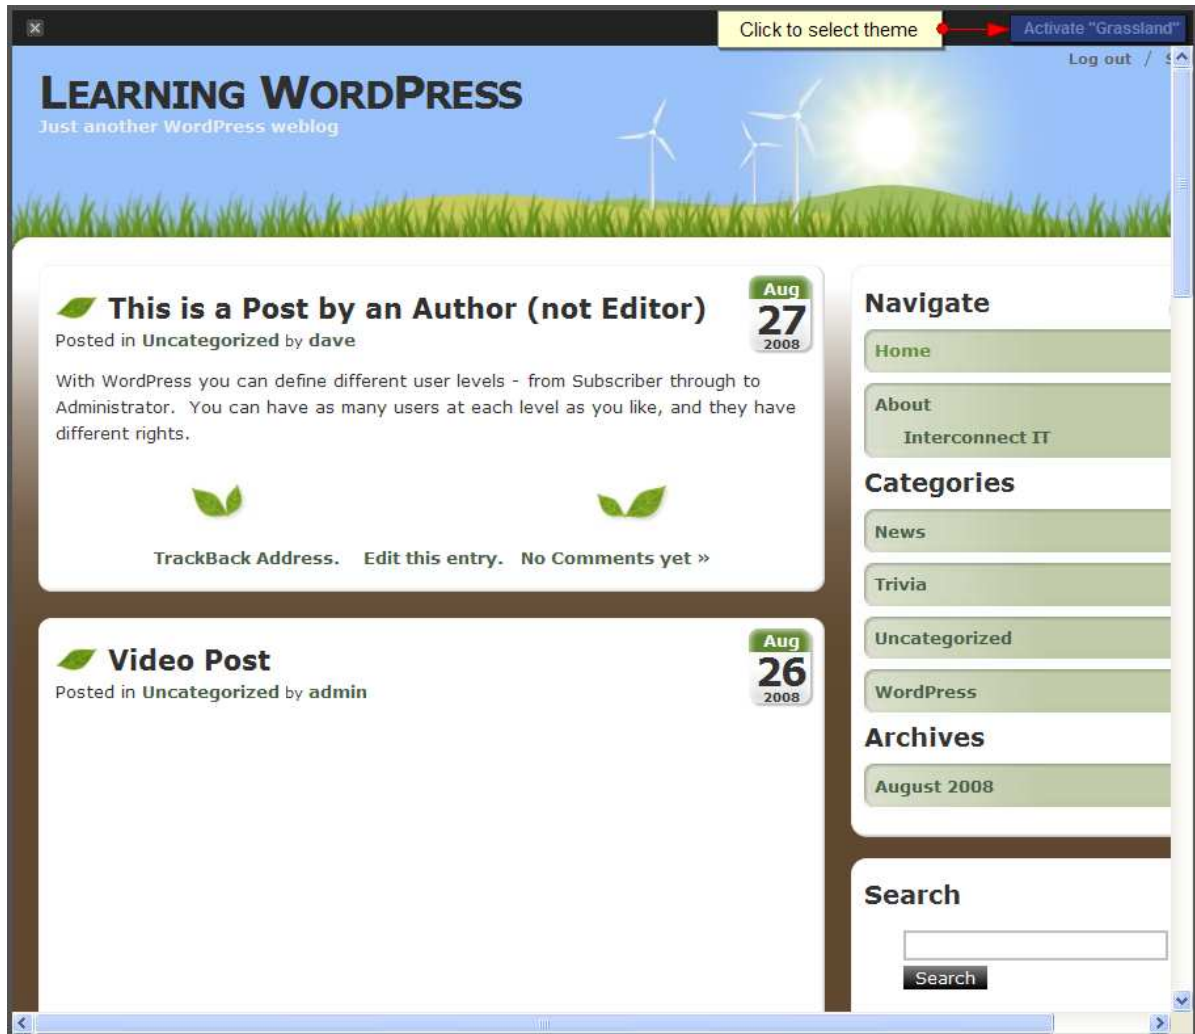 Click to select theme
Activate "Grassland"
Log out /
LEARNING WORDPRESS
Just another WordPress weblog
This is a Post by an Author (not Editor)
Aug
27
2008
Posted in Uncategorized by dave
With WordPress you can define different user levels - from Subscriber through to
Administrator. You can have as many users at each level as you like, and they have
different rights.
TrackBack Address. Edit this entry. No Comments yet »
Video Post
Aug
26
2008
Posted in Uncategorized by admin
Navigate
Home
About
Interconnect IT
Categories
News
Trivia
Uncategorized
WordPress
Archives
August 2008
Search
Search